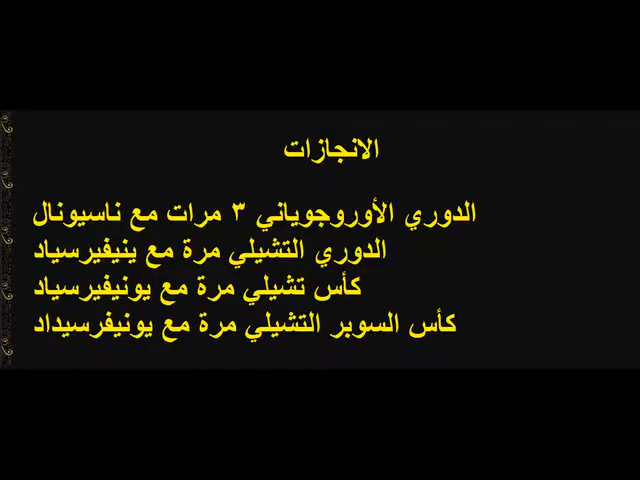 الانجازات
الدوري الأوروجوياني ٣ مرات مع ناسيونال
الدوري التشيلي مرة مع ينيفيرسياد
كأس تشيلي مرة مع يونيفيرسياد
كأس السوبر التشيلي مرة مع يونيفرسيداد